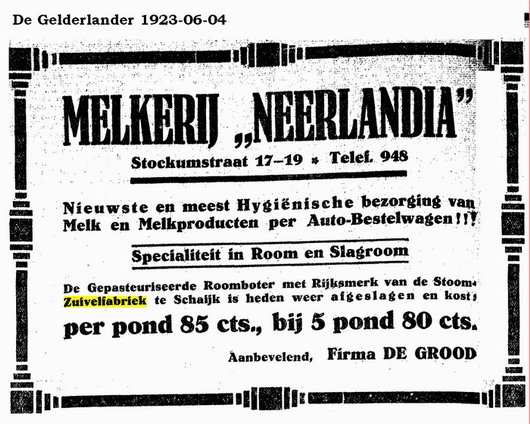 De Gelderlander 1923-06-04
MELKERIJ „NEERLANDIA”
Stockumstraat 17-19 * Telef. 948
Nieuwste en meest Hygiënische bezorging van
Melk en Melkproducten per Auto-Bestelwagen!!!
Specialiteit in Room en Slagroom
De Gepasteuriseerde Roomboter met Rijksmerk van de Stoom-
Zuivelfabriek te Schaijk is heden weer afgeslagen en kost:
per pond 85 cts., bij 5 pond 80 cts.
Aanbevelend, Firma DE GROOD